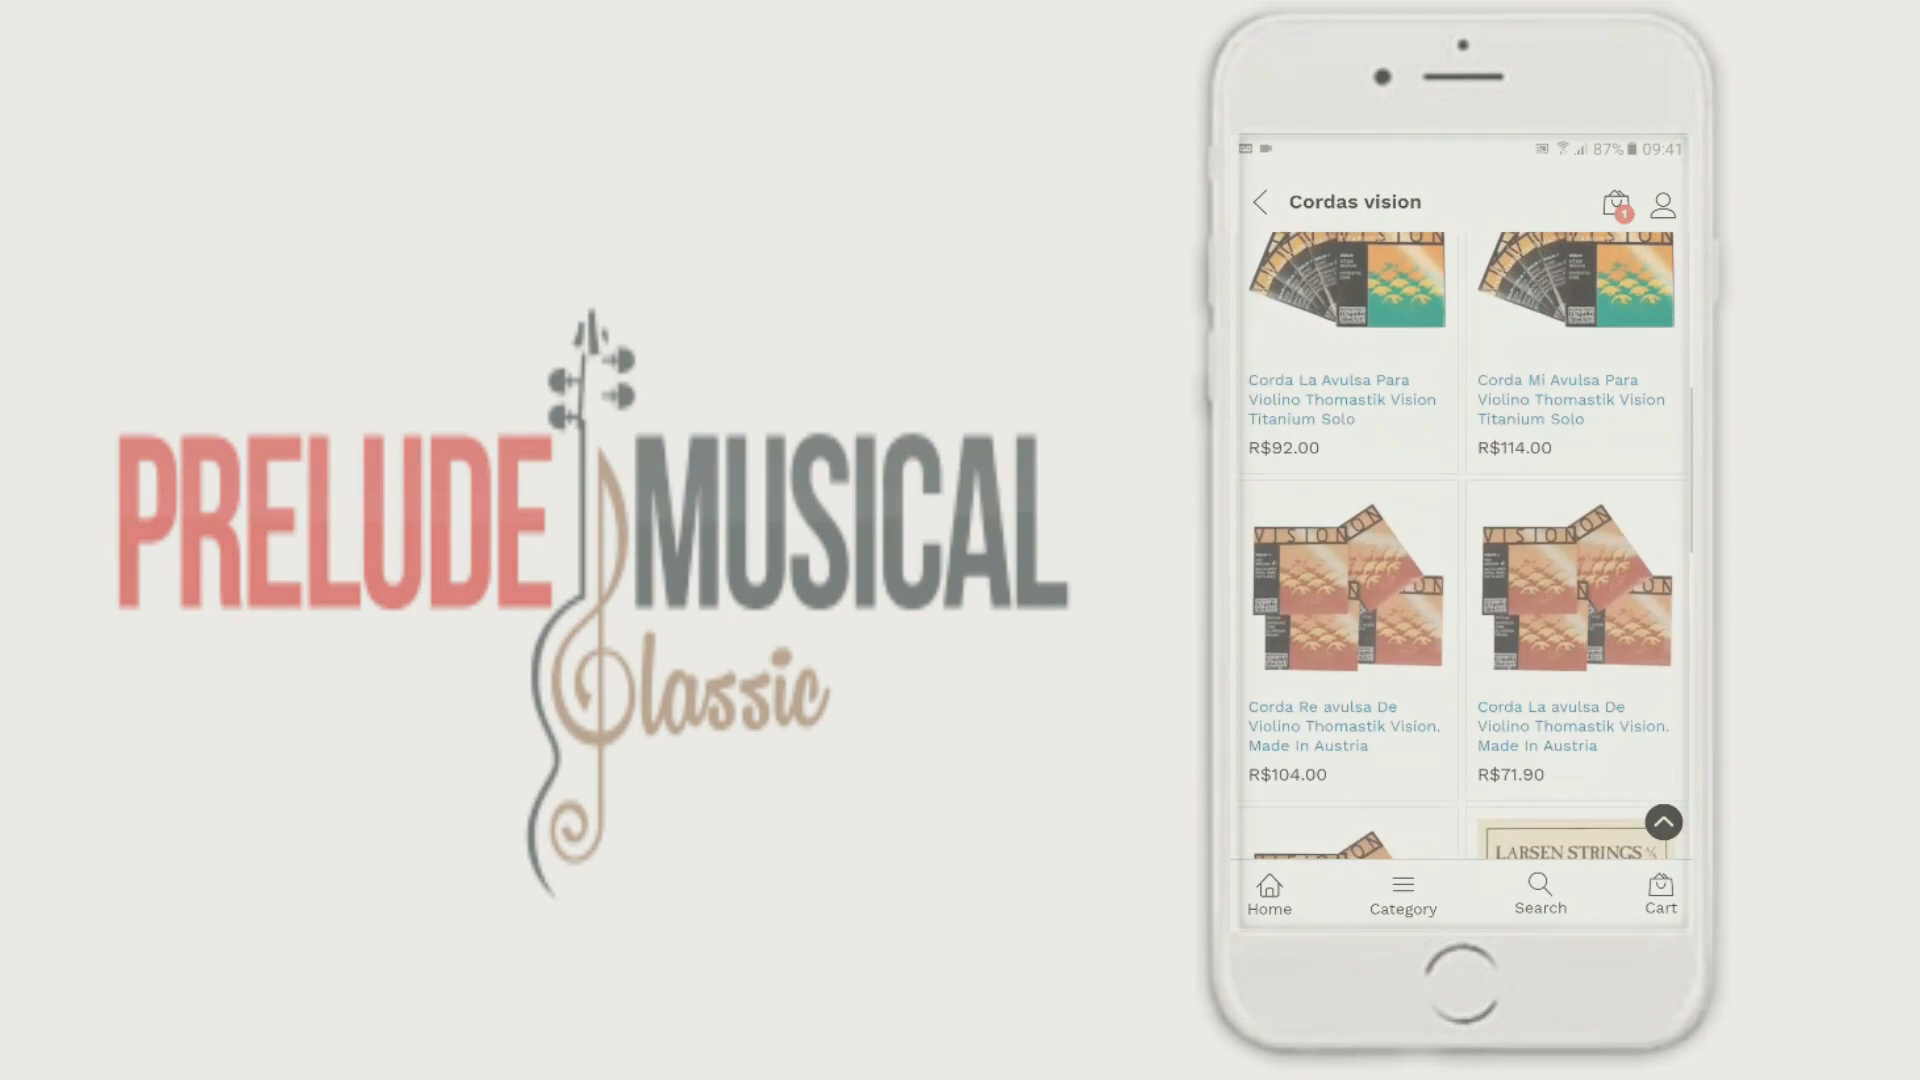 PRELUDE MUSICAL
Classic
87% 09:41
Cordas vision
1
Corda La Avulsa Para
Violino Thomastik Vision
Titanium Solo
R$92.00
Corda Mi Avulsa Para
Violino Thomastik Vision
Titanium Solo
R$114.00
VISION
VISION
Corda Re avulsa De
Violino Thomastik Vision.
Made In Austria
R$104.00
Corda La avulsa De
Violino Thomastik Vision.
Made In Austria
R$71.90
LARSEN STRINGS
Home
Category
Search
Cart